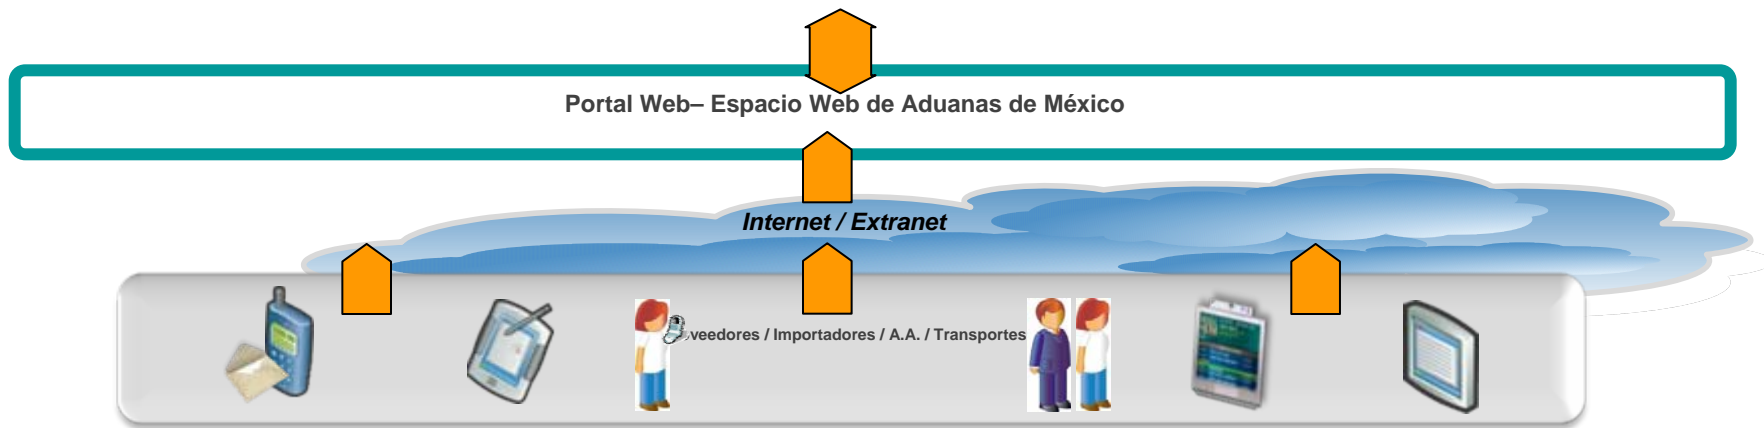 Portal Web– Espacio Web de Aduanas de México
Internet / Extranet
veedores / Importadores / A.A. / Transportes